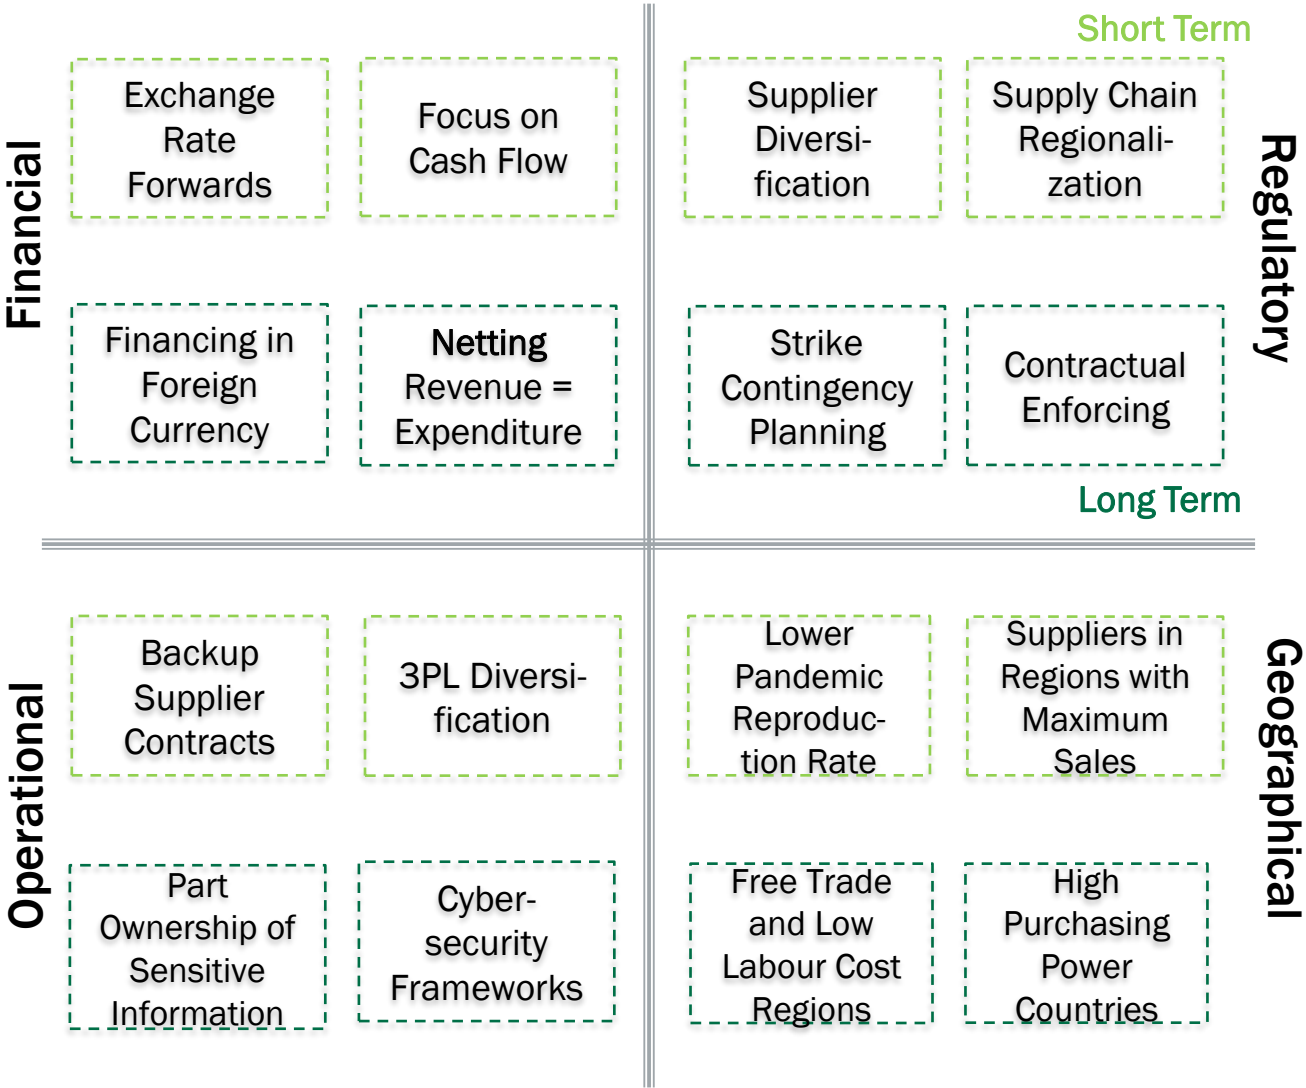 Short Term
Financial
Exchange
Rate
Forwards
Focus on
Cash Flow
Supplier
Diversi-
fication
Supply Chain
Regionali-
zation
Regulatory
Financing in
Foreign
Currency
Netting
Revenue =
Expenditure
Strike
Contingency
Planning
Contractual
Enforcing
Long Term
Operational
Backup
Supplier
Contracts
3PL Diversi-
fication
Lower
Pandemic
Reproduc-
tion Rate
Suppliers in
Regions with
Maximum
Sales
Geographical
Part
Ownership of
Sensitive
Information
Cyber-
security
Frameworks
Free Trade
and Low
Labour Cost
Regions
High
Purchasing
Power
Countries